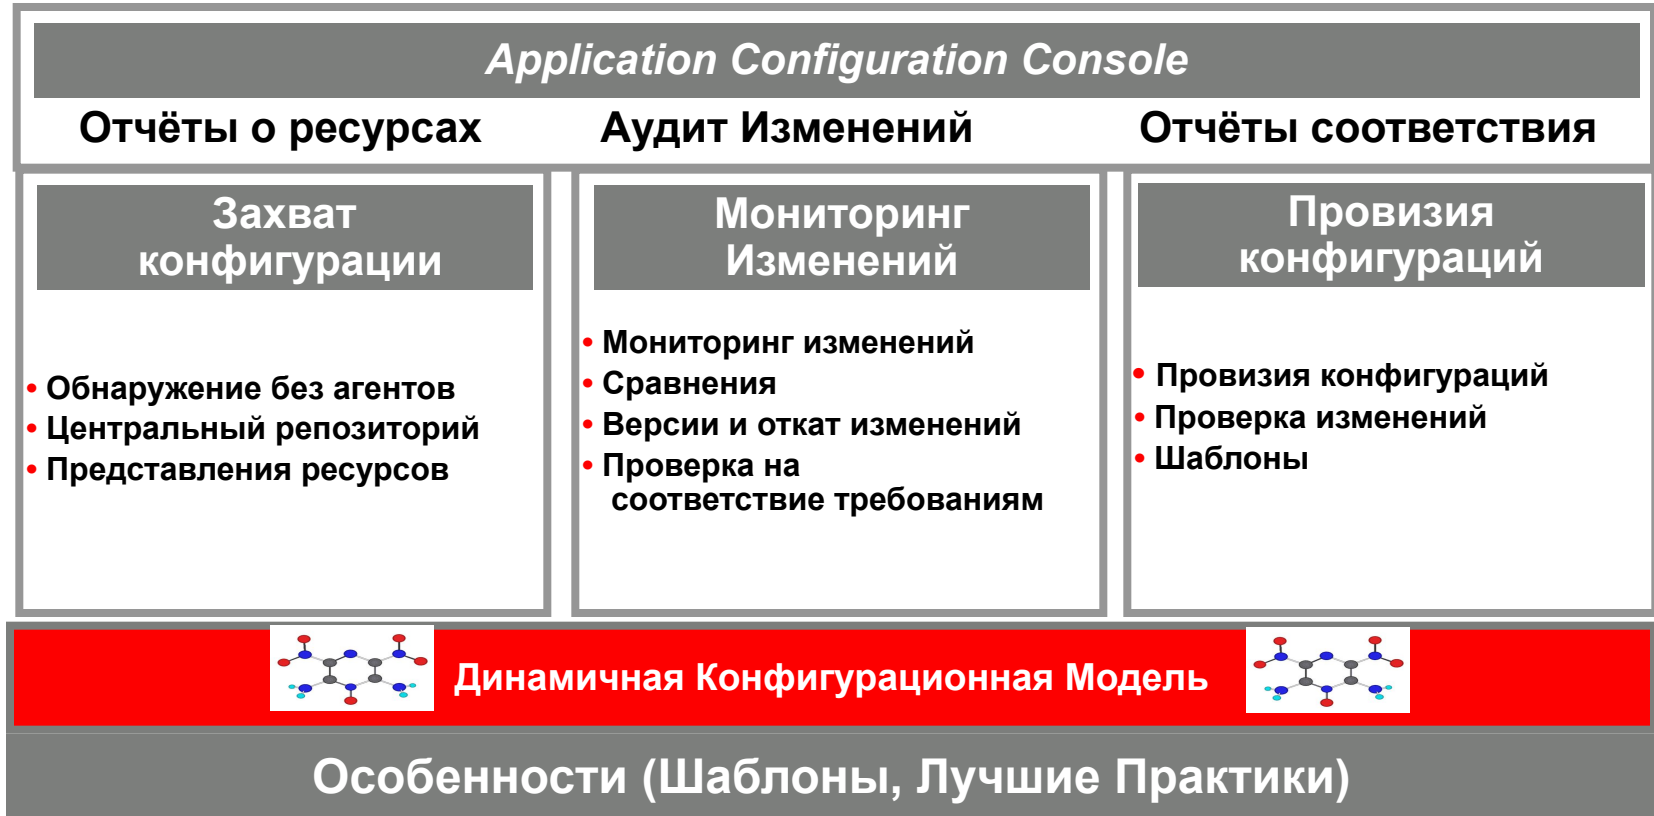 Application Configuration Console
Отчёты о ресурсах
Аудит Изменений
Отчёты соответствия
Захват
конфигурации
• Обнаружение без агентов
• Центральный репозиторий
• Представления ресурсов
Мониторинг
Изменений
• Мониторинг изменений
• Сравнения
• Версии и откат изменений
• Проверка на
соответствие требованиям
Провизия
конфигураций
• Провизия конфигураций
• Проверка изменений
• Шаблоны
Динамичная Конфигурационная Модель
Особенности (Шаблоны, Лучшие Практики)